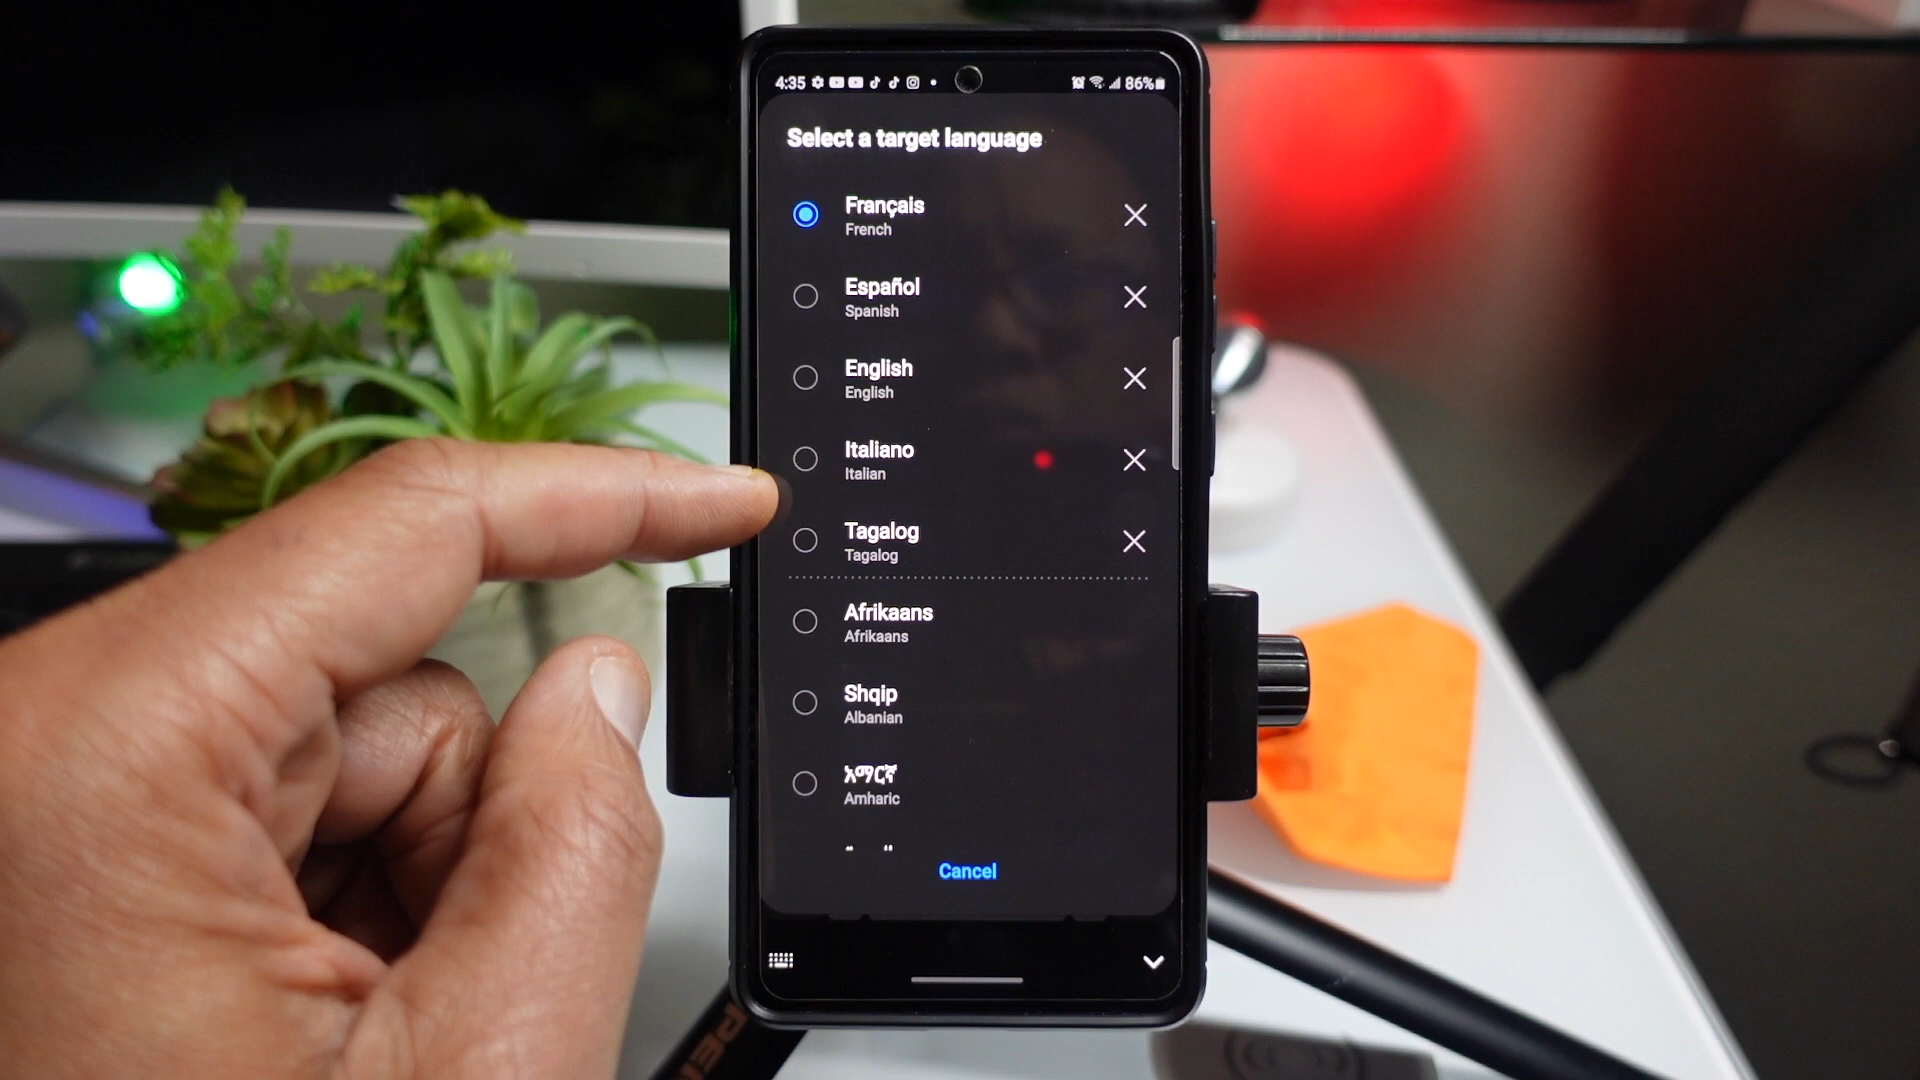 4:35
86%
Select a target language
Français
French
Español
Spanish
English
English
Italiano
Italian
Tagalog
Tagalog
Afrikaans
Afrikaans
Shqip
Albanian
አማርኛ
Amharic
Cancel